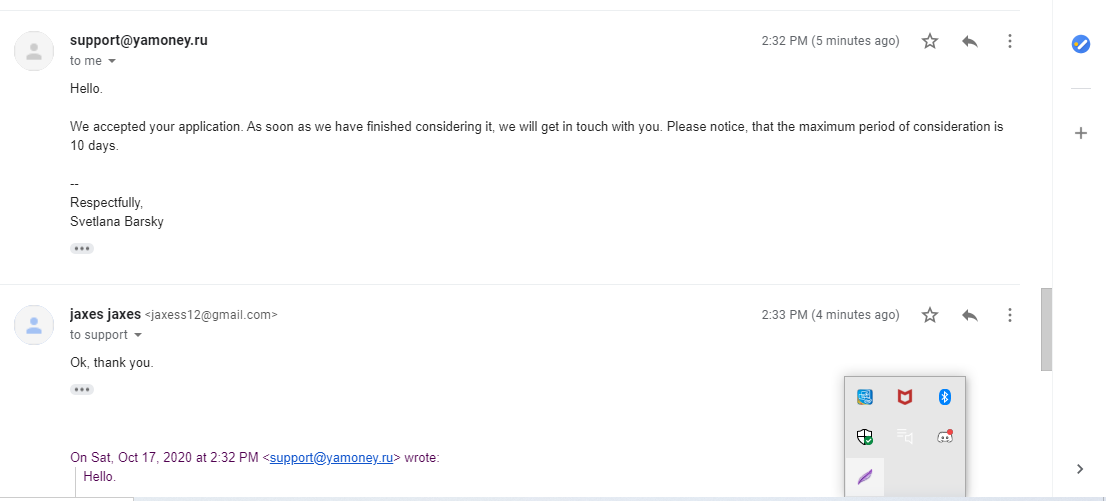 support@yamoney.ru
2:32 PM (5 minutes ago)
to me
Hello.
We accepted your application. As soon as we have finished considering it, we will get in touch with you. Please notice, that the maximum period of consideration is
10 days.
--
Respectfully,
Svetlana Barsky
jaxes jaxes <jaxess12@gmail.com>
2:33 PM (4 minutes ago)
to support
Ok, thank you.
On Sat, Oct 17, 2020 at 2:32 PM <support@yamoney.ru> wrote:
Hello.